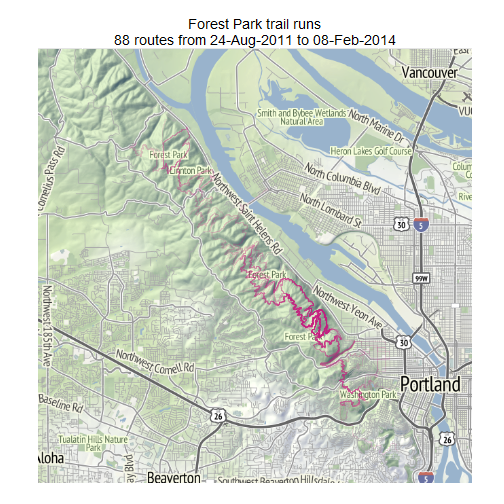 Forest Park trail runs
88 routes from 24-Aug-2011 to 08-Feb-2014
Vancouver
East
VU
Smith and Bybee Wetlands
Natural Area
North Marine Dr
Heron Lakes Golf Course
Colum
Cou
River
Cornelius Pass Rd
Forest Park
Linnton Park
North Columbia Blvd
North Lombard St
30
5
Northwest Saint Helens Rd
99W
Forest Park
Northwest Yeon Ave
Northwest 185th Ave
Forest Park
30
Northwest Cornell Rd
Portland
Washington Park
Baseline Rd
26
26
Tualatin Hills Nature
Park
Aloha
Blvd
Beaverton
Southwest Beaverton Hillsdale
5